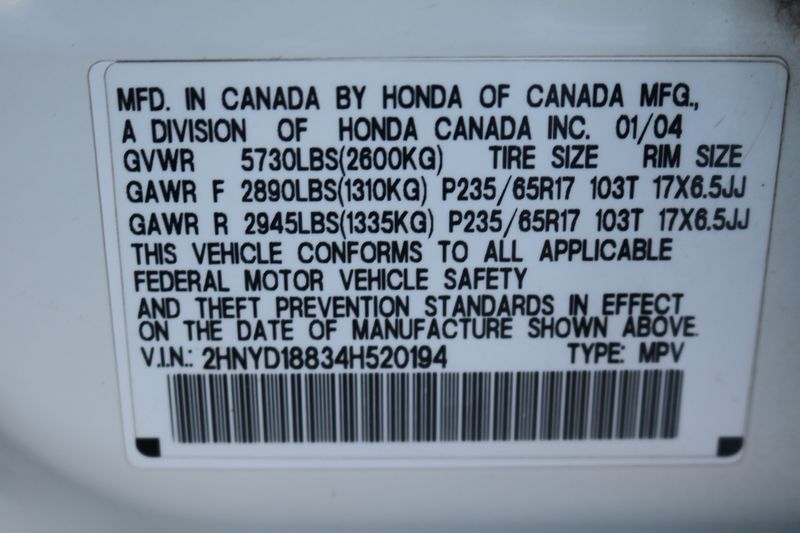 MFD. IN CANADA BY HONDA OF CANADA MFG.,
A DIVISION OF HONDA CANADA INC. 01/04
GVWR 5730LBS(2600KG) TIRE SIZE RIM SIZE
GAWR F 2890LBS(1310KG) P235/65R17 103T 17X6.5JJ
GAWR R 2945LBS(1335KG) P235/65R17 103T 17X6.5JJ
THIS VEHICLE CONFORMS TO ALL APPLICABLE
FEDERAL MOTOR VEHICLE SAFETY
AND THEFT PREVENTION STANDARDS IN EFFECT
ON THE DATE OF MANUFACTURE SHOWN ABOVE.
V.I.N.: 2HNYD18834H520194 TYPE: MPV